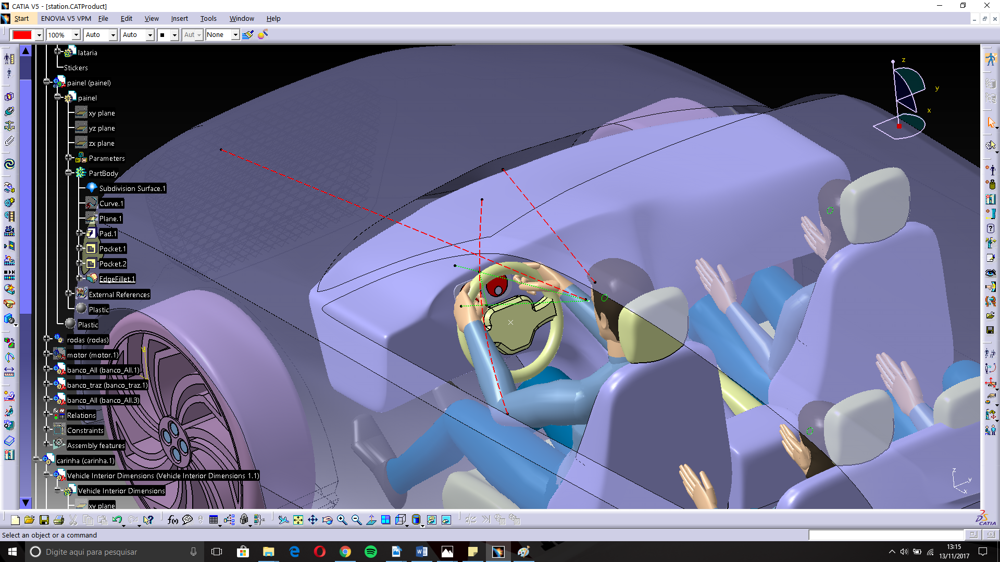 CATIA V5 - [station.CATProduct]
Start ENOVIA V5 VPM File Edit View Insert Tools Window Help
100% Auto Auto Aut None
lataria
Stickers
painel (painel)
painel
xy plane
yz plane
zx plane
Parameters
PartBody
Subdivision Surface.1
Curve.1
Plane.1
Pad.1
Pocket.1
Pocket.2
EdgeFillet.1
External References
Plastic
Plastic
rodas (rodas)
motor (motor.1)
banco_All (banco_All.1)
banco_traz (banco_traz.1)
banco_All (banco_All.3)
Relations
Constraints
Assembly features
carinha (carinha.1)
Vehicle Interior Dimensions (Vehicle Interior Dimensions 1.1)
Vehicle Interior Dimensions
xy plane
z
y
x
z
y
x
f(x)
CATIA
Select an object or a command
Digite aqui para pesquisar
13:15
13/11/2017